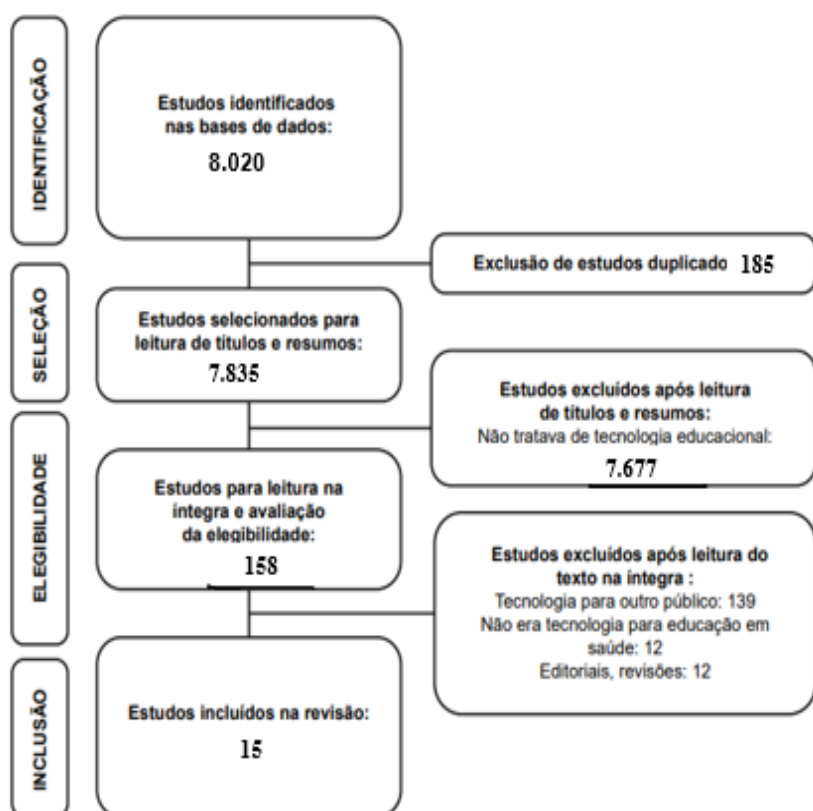 IDENTIFICAÇÃO
Estudos identificados
nas bases de dados:
8.020
Exclusão de estudos duplicado 185
SELEÇÃO
Estudos selecionados para
leitura de títulos e resumos:
7.835
Estudos excluídos após leitura
de títulos e resumos:
Não tratava de tecnologia educacional:
7.677
ELEGIBILIDADE
Estudos para leitura na
íntegra e avaliação
da elegibilidade:
158
Estudos excluídos após leitura do
texto na íntegra :
Tecnologia para outro público: 139
Não era tecnologia para educação em
saúde: 12
Editoriais, revisões: 12
INCLUSÃO
Estudos incluídos na revisão:
15